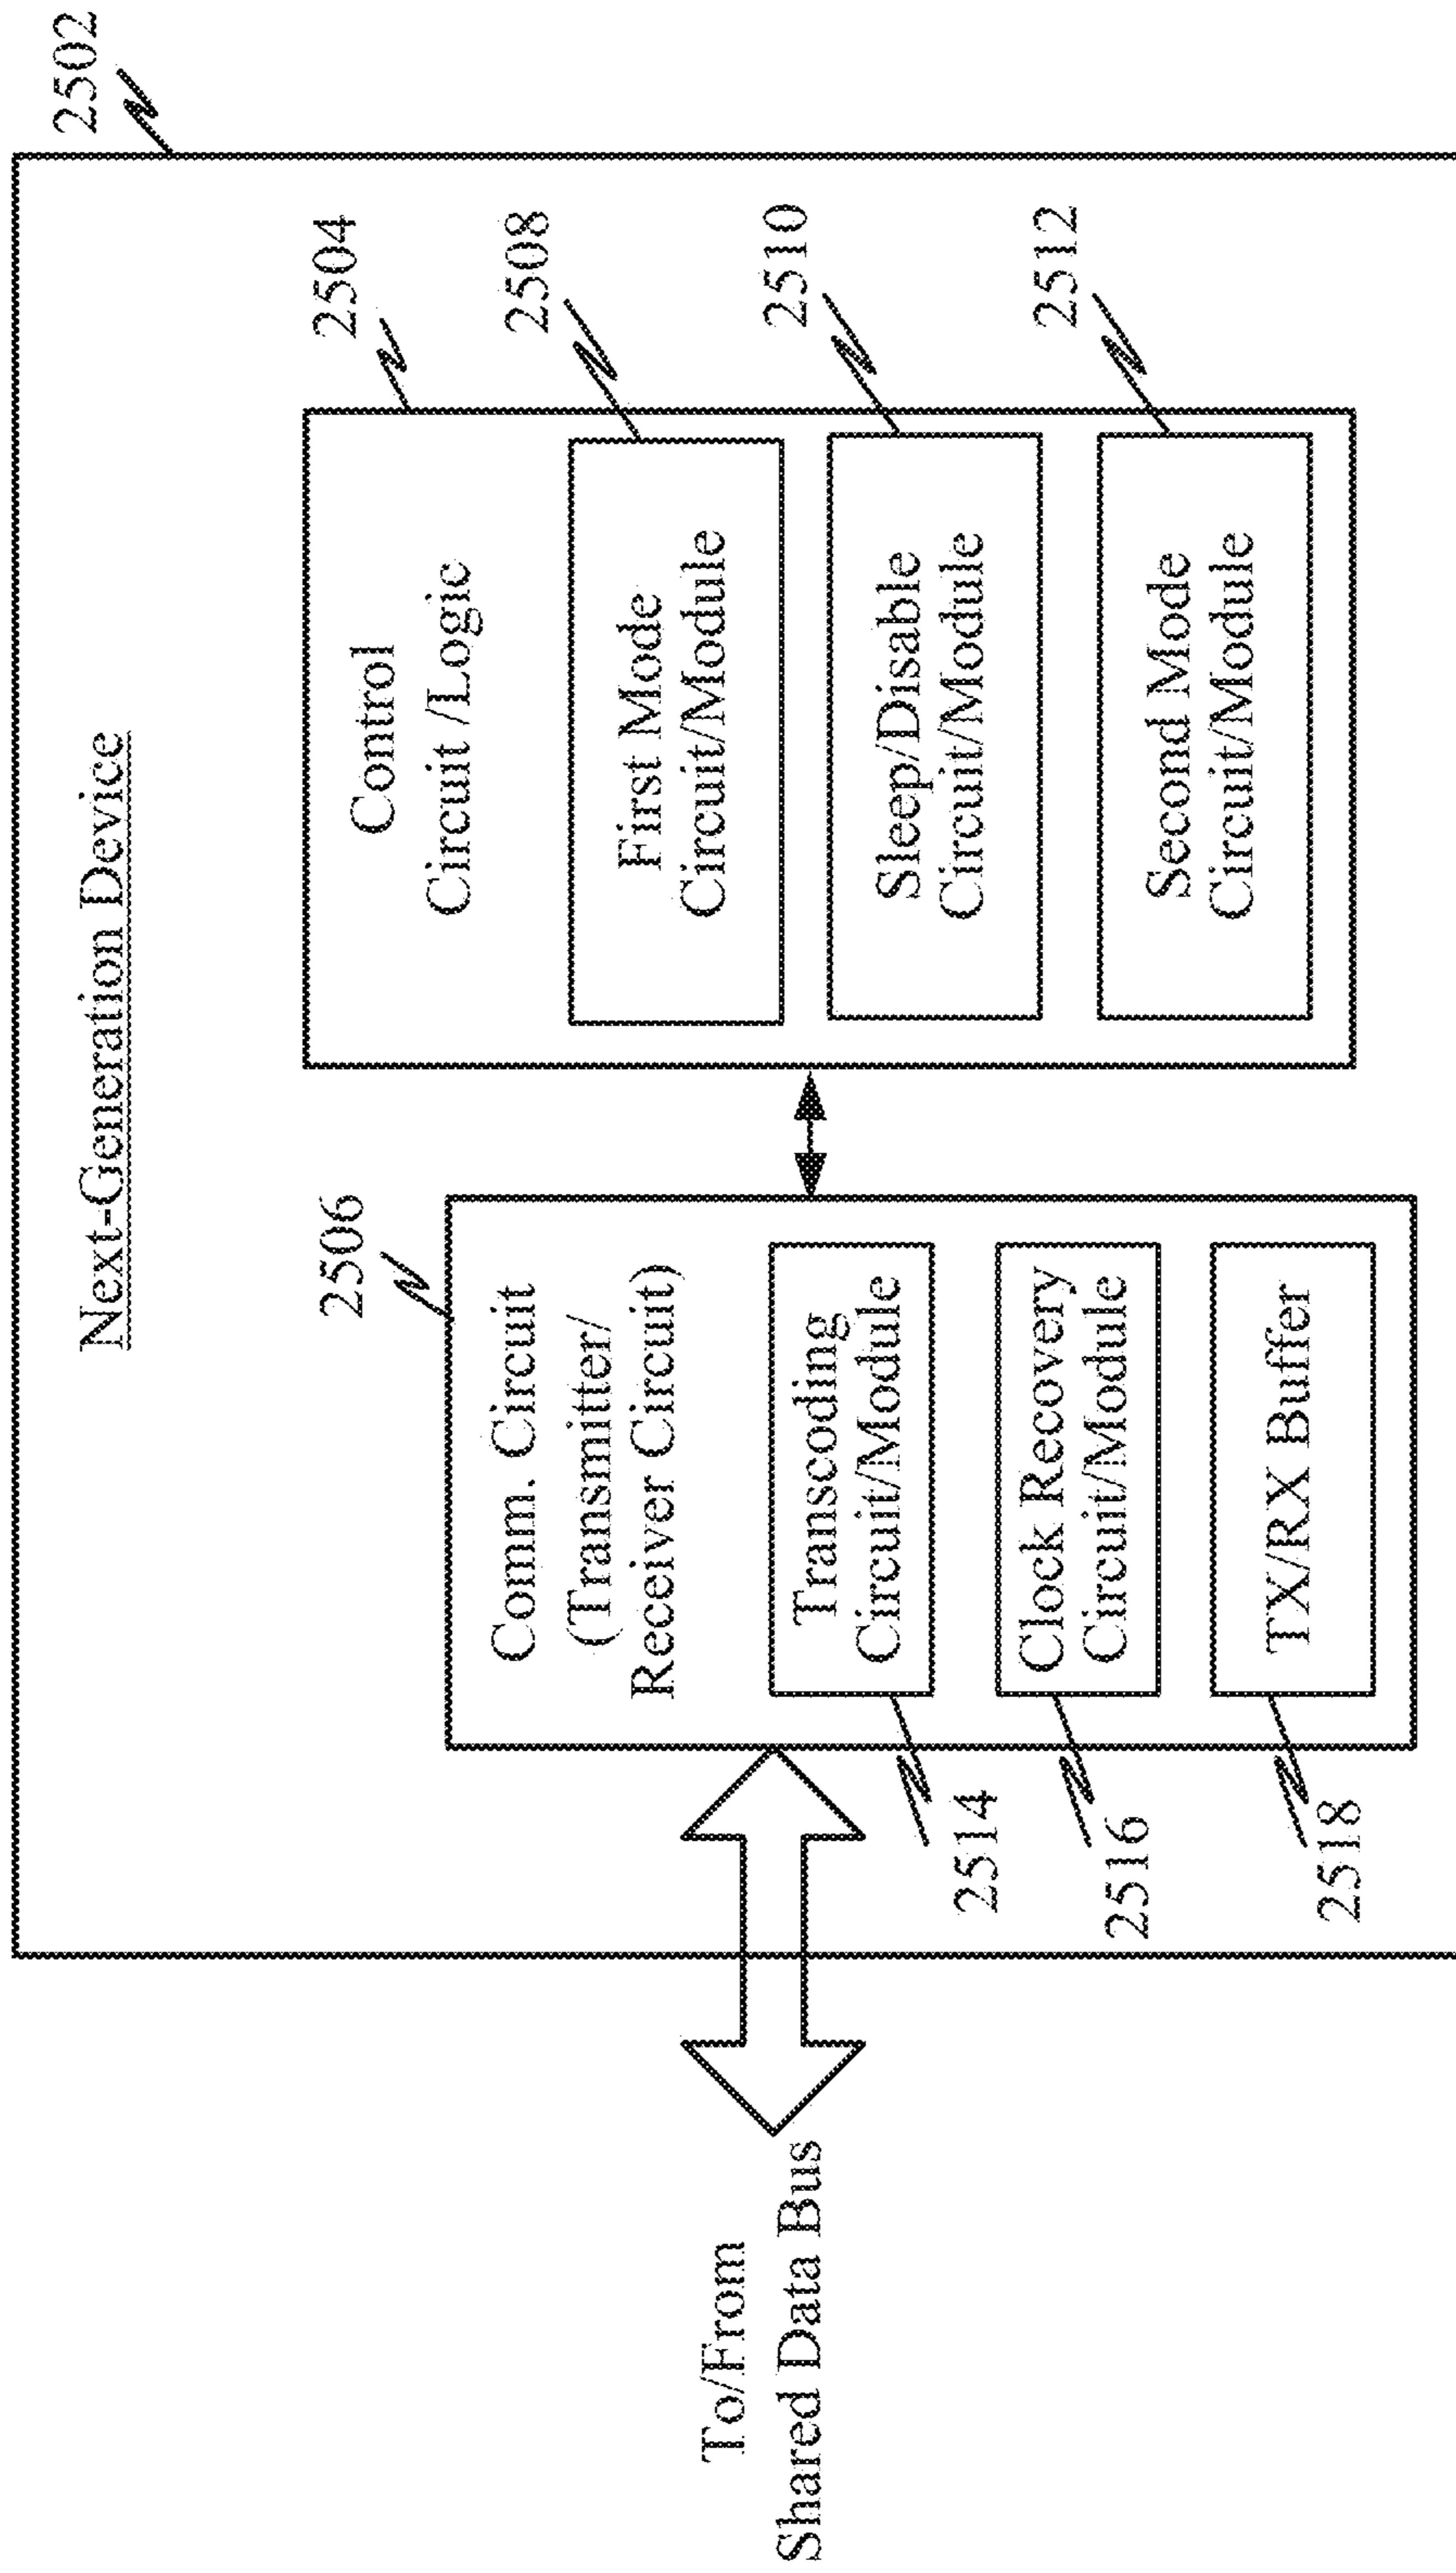 Next-Generation Device
2502
2504
Control
Circuit /Logic
2508
First Mode
Circuit/Module
2510
Sleep/Disable
Circuit/Module
2512
Second Mode
Circuit/Module
2506
Comm. Circuit
(Transmitter/
Receiver Circuit)
Transcoding
Circuit/Module
2514
Clock Recovery
Circuit/Module
2516
TX/RX Buffer
2518
To/From
Shared Data Bus